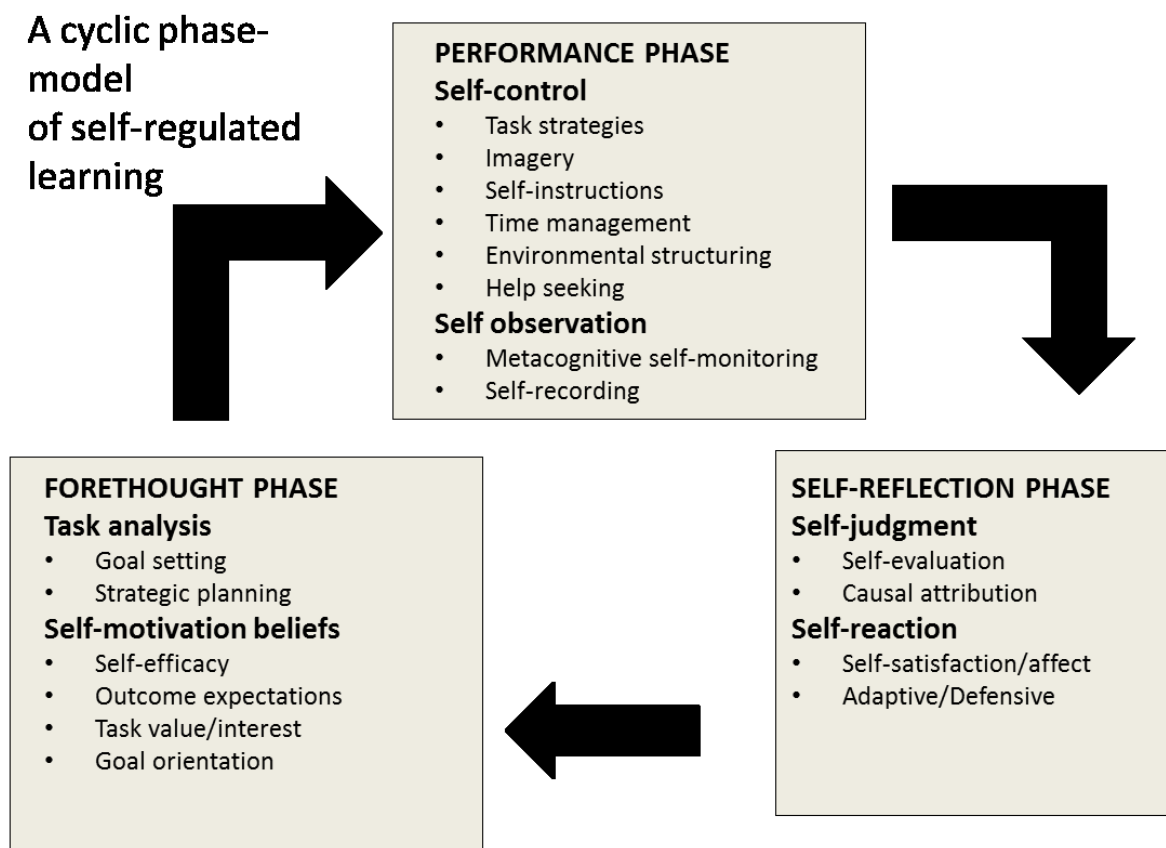 A cyclic phase-
model
of self-regulated
learning
PERFORMANCE PHASE
Self-control
• Task strategies
• Imagery
• Self-instructions
• Time management
• Environmental structuring
• Help seeking
Self observation
• Metacognitive self-monitoring
• Self-recording
FORETHOUGHT PHASE
Task analysis
• Goal setting
• Strategic planning
Self-motivation beliefs
• Self-efficacy
• Outcome expectations
• Task value/interest
• Goal orientation
SELF-REFLECTION PHASE
Self-judgment
• Self-evaluation
• Causal attribution
Self-reaction
• Self-satisfaction/affect
• Adaptive/Defensive